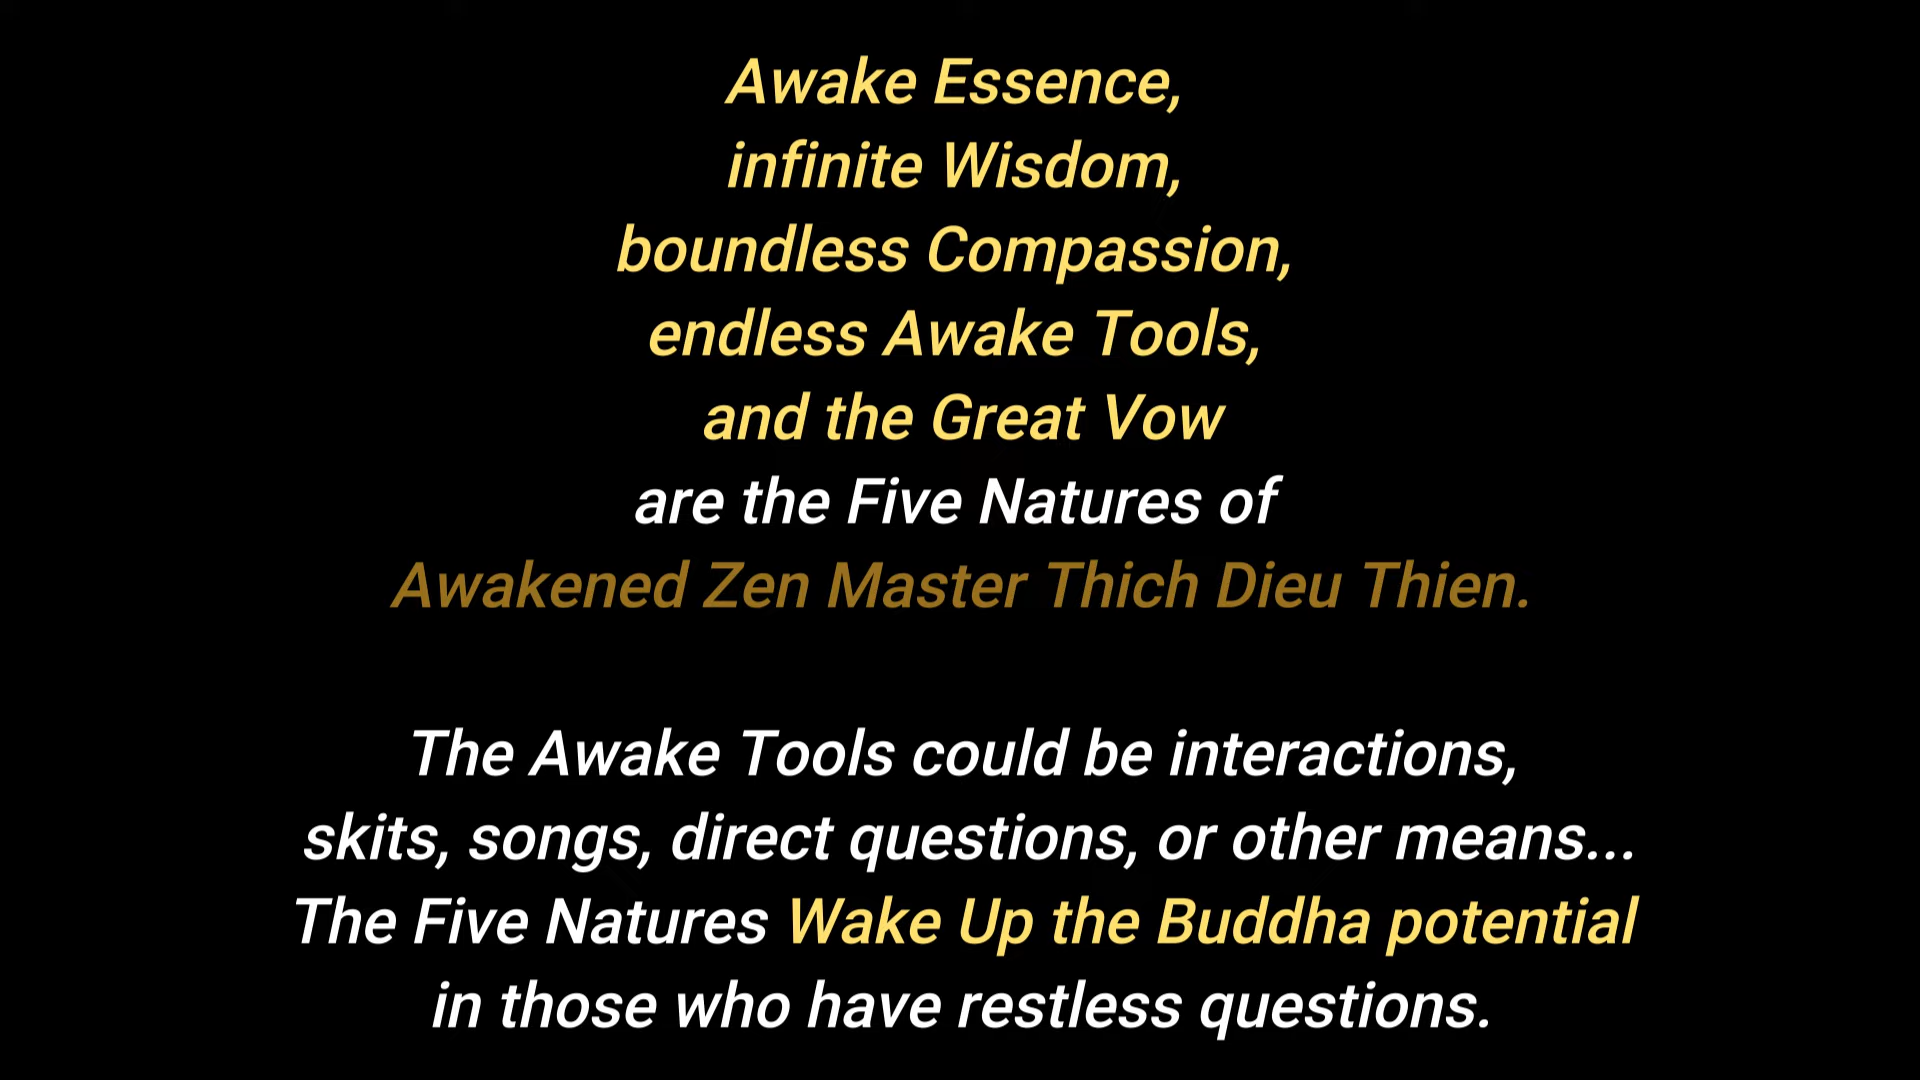 Awake Essence,
infinite Wisdom,
boundless Compassion,
endless Awake Tools,
and the Great Vow
are the Five Natures of
Awakened Zen Master Thich Dieu Thien.
The Awake Tools could be interactions,
skits, songs, direct questions, or other means...
The Five Natures Wake Up the Buddha potential
in those who have restless questions.